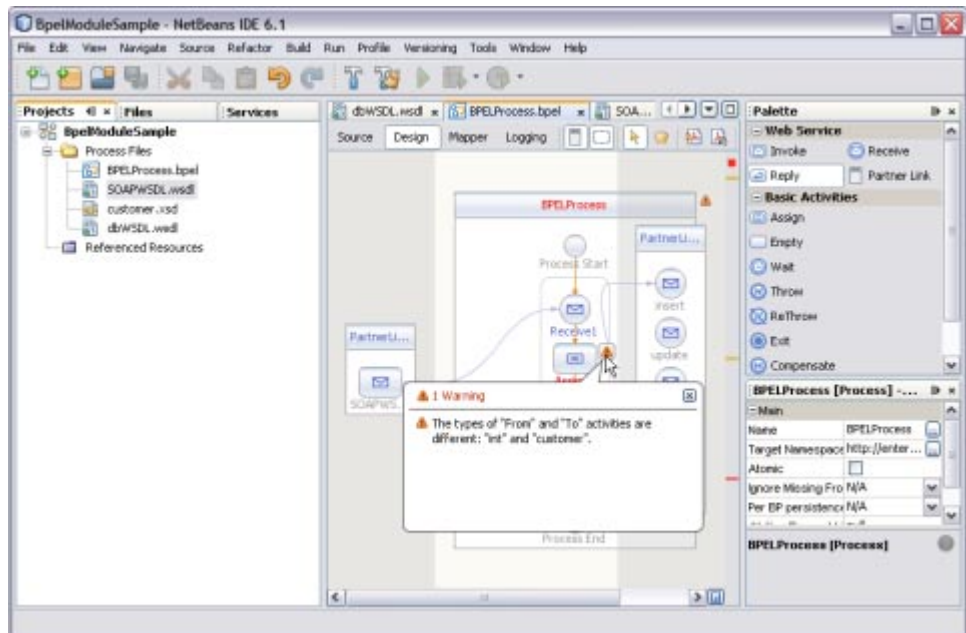 BpelModuleSample - NetBeans IDE 6.1
File Edit View Navigate Source Refactor Build Run Profile Versioning Tools Window Help
Projects Files Services
BpelModuleSample
Process Files
BPELProcess.bpel
SOAPWSDL.wsdl
customer.xsd
dbWSDL.wsdl
Referenced Resources
dbWSDL.wsdl BPELProcess.bpel SOA...
Source Design Mapper Logging
BPELProcess
Process Start
PartnerLi...
insert
Receive1
update
PartnerLi...
SOAPWS...
1 Warning
The types of "From" and "To" activities are
different: "int" and "customer".
Process End
Palette
Web Service
Invoke Receive
Reply Partner Link
Basic Activities
Assign
Empty
Wait
Throw
ReThrow
Exit
Compensate
BPELProcess [Process] -...
Main
Name BPELProcess
Target Namespace http://enter...
Atomic
Ignore Missing Fro N/A
Per BP persistence N/A
BPELProcess [Process]